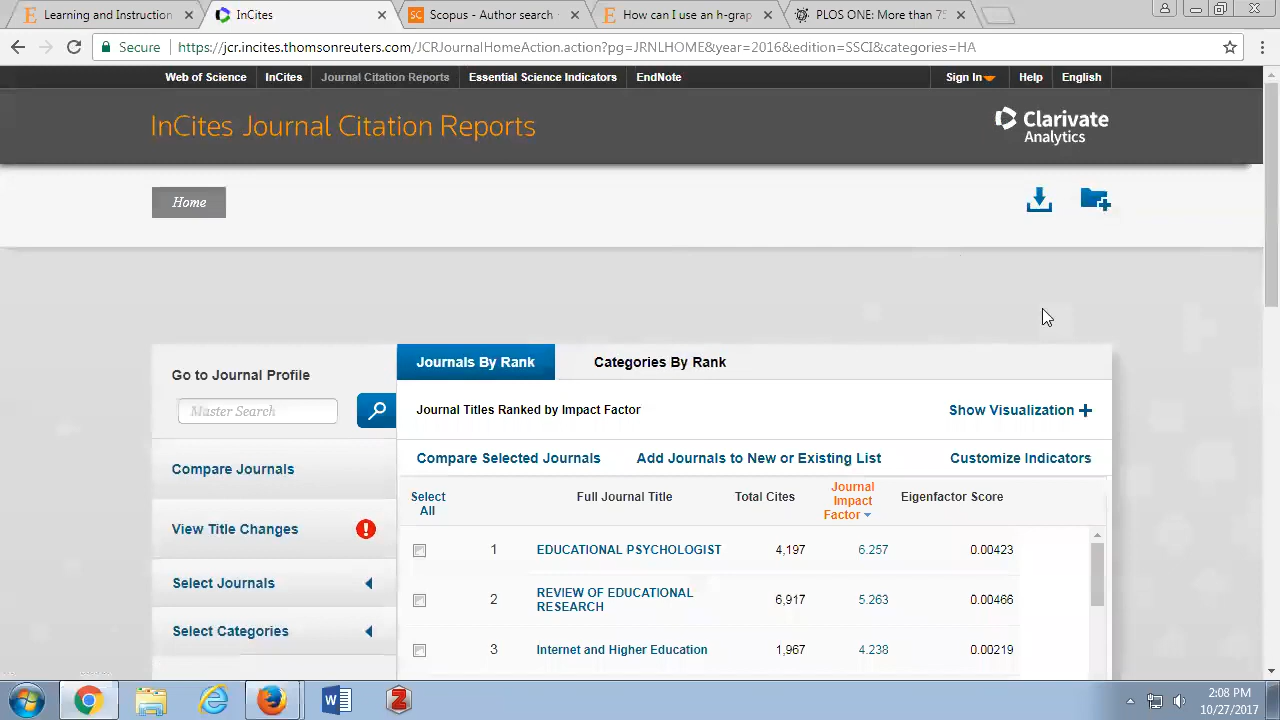 Learning and Instruction
InCites
Scopus - Author search
How can I use an h-grap
PLOS ONE: More than 75
Secure
https://jcr.incites.thomsonreuters.com/JCRJournalHomeAction.action?pg=JRNLHOME&year=2016&edition=SSCI&categories=HA
Web of Science InCites Journal Citation Reports Essential Science Indicators EndNote Sign In Help English
InCites Journal Citation Reports
Clarivate
Analytics
Home
Go to Journal Profile
Master Search
Compare Journals
View Title Changes
Select Journals
Select Categories
Journals By Rank Categories By Rank
Journal Titles Ranked by Impact Factor Show Visualization +
Compare Selected Journals Add Journals to New or Existing List Customize Indicators
Select All Full Journal Title Total Cites Journal Impact Factor Eigenfactor Score
1 EDUCATIONAL PSYCHOLOGIST 4,197 6.257 0.00423
2 REVIEW OF EDUCATIONAL RESEARCH 6,917 5.263 0.00466
3 Internet and Higher Education 1,967 4.238 0.00219
2:08 PM
10/27/2017